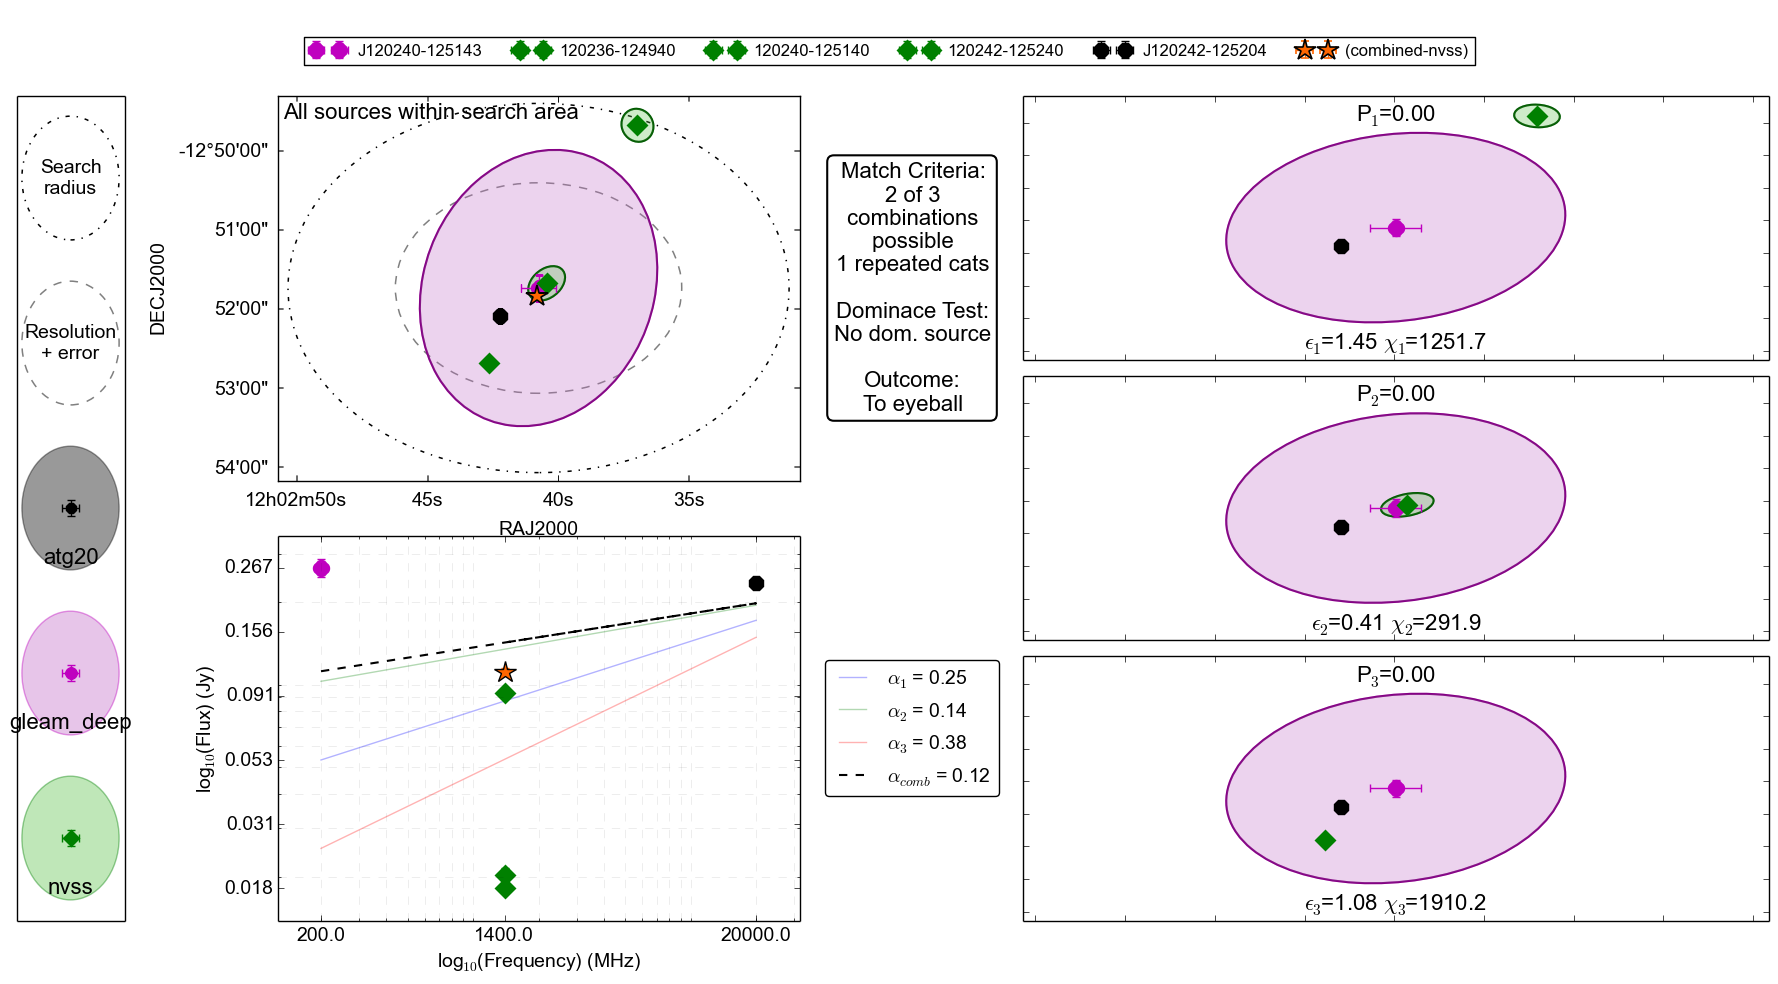 J120240-125143 120236-124940 120240-125140 120242-125240 J120242-125204 (combined-nvss)
Search
radius
Resolution
+ error
atg20
gleam_deep
nvss
All sources within search area
DECJ2000
-12°50'00"
51'00"
52'00"
53'00"
54'00"
12h02m50s 45s 40s 35s
RAJ2000
Match Criteria:
2 of 3
combinations
possible
1 repeated cats
Dominace Test:
No dom. source
Outcome:
To eyeball
log10(Flux) (Jy)
0.267
0.156
0.091
0.053
0.031
0.018
200.0 1400.0 20000.0
log10(Frequency) (MHz)
α1 = 0.25
α2 = 0.14
α3 = 0.38
αcomb = 0.12
P1=0.00
ϵ1=1.45 χ1=1251.7
P2=0.00
ϵ2=0.41 χ2=291.9
P3=0.00
ϵ3=1.08 χ3=1910.2